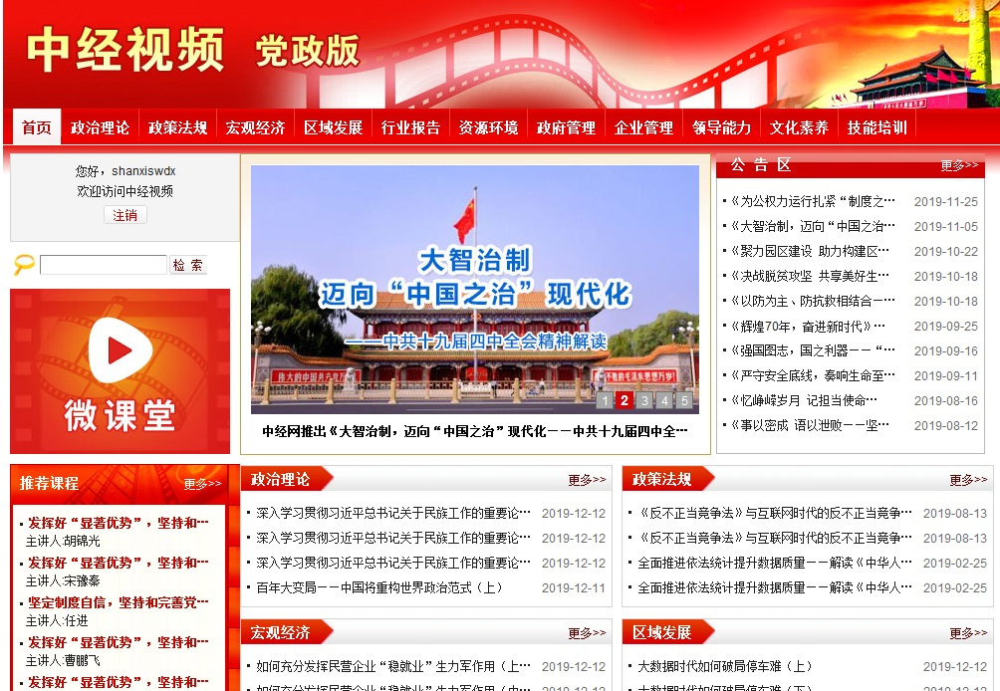 中经视频 党政版
首页 政治理论 政策法规 宏观经济 区域发展 行业报告 资源环境 政府管理 企业管理 领导能力 文化素养 技能培训
您好，shanxiswdx
欢迎访问中经视频
注销
检 索
微课堂
大智治制
迈向“中国之治”现代化
——中共十九届四中全会精神解读
1 2 3 4 5
中经网推出《大智治制，迈向“中国之治”现代化——中共十九届四中全…
公 告 区 更多>>
·《为公权力运行扎紧“制度之… 2019-11-25
·《大智治制，迈向“中国之治… 2019-11-05
·《聚力园区建设 助力构建区… 2019-10-22
·《决战脱贫攻坚 共享美好生… 2019-10-18
·《以防为主、防抗救相结合—… 2019-10-18
·《辉煌70年，奋进新时代》… 2019-09-25
·《强国图志，国之利器——“… 2019-09-16
·《严守安全底线，奏响生命至… 2019-09-11
·《忆峥嵘岁月 记担当使命… 2019-08-16
·《事以密成 语以泄败——坚… 2019-08-12
推荐课程 更多>>
·发挥好“显著优势”，坚持和…
主讲人:胡锦光
·发挥好“显著优势”，坚持和…
主讲人:宋豫秦
·坚定制度自信，坚持和完善党…
主讲人:任进
·发挥好“显著优势”，坚持和…
主讲人:曹鹏飞
·发挥好“显著优势”，坚持和…
政治理论 更多>>
·深入学习贯彻习近平总书记关于民族工作的重要论… 2019-12-12
·深入学习贯彻习近平总书记关于民族工作的重要论… 2019-12-12
·深入学习贯彻习近平总书记关于民族工作的重要论… 2019-12-12
·百年大变局——中国将重构世界政治范式（上） 2019-12-11
政策法规 更多>>
·《反不正当竞争法》与互联网时代的反不正当竞争… 2019-08-13
·《反不正当竞争法》与互联网时代的反不正当竞争… 2019-08-13
·全面推进依法统计提升数据质量——解读《中华人… 2019-02-25
·全面推进依法统计提升数据质量——解读《中华人… 2019-02-25
宏观经济 更多>>
·如何充分发挥民营企业“稳就业”生力军作用（上… 2019-12-12
区域发展 更多>>
·大数据时代如何破局停车难（上） 2019-12-12